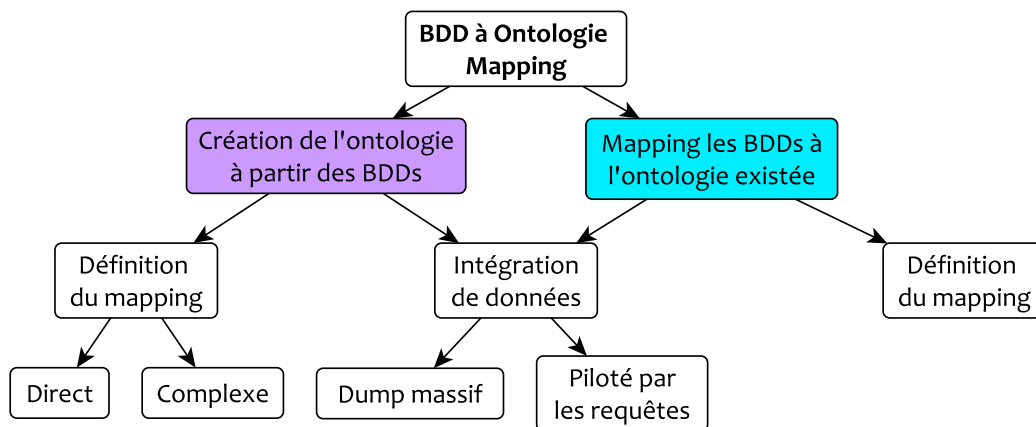 BDD à Ontologie
Mapping
Création de l'ontologie
à partir des BDDs
Mapping les BDDs à
l'ontologie existée
Définition
du mapping
Intégration
de données
Définition
du mapping
Direct
Complexe
Dump massif
Piloté par
les requêtes